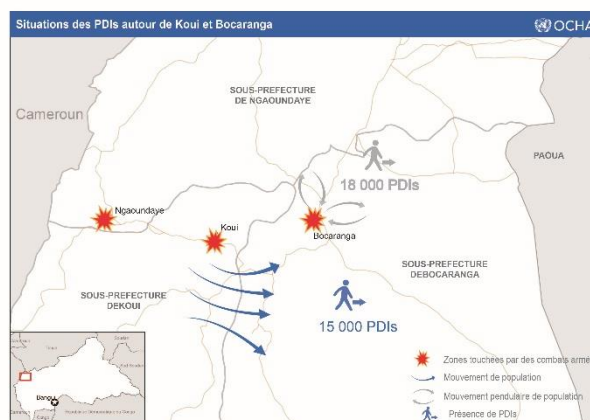 Situations des PDIs autour de Koui et Bocaranga
OCHA
Cameroun
SOUS-PREFECTURE
DE NGAOUNDAYE
PAOUA
18 000 PDIs
Ngaoundaye
Koui
Bocaranga
SOUS-PREFECTURE
DEBOCARANGA
SOUS-PREFECTURE
DEKOUI
15 000 PDIs
Zones touchées par des combats armé
Mouvement de population
Mouvement pendulaire de population
Présence de PDIs
Bangui